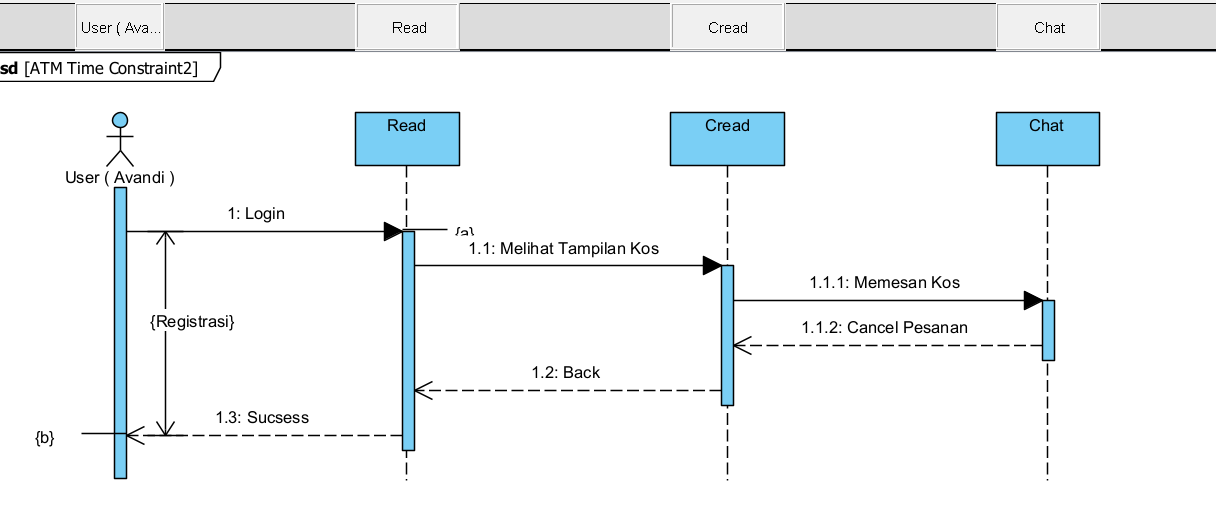 User ( Ava...
Read
Cread
Chat
sd [ATM Time Constraint2]
Read
Cread
Chat
User ( Avandi )
1: Login
{a}
1.1: Melihat Tampilan Kos
1.1.1: Memesan Kos
{Registrasi}
1.1.2: Cancel Pesanan
1.2: Back
1.3: Sucsess
{b}